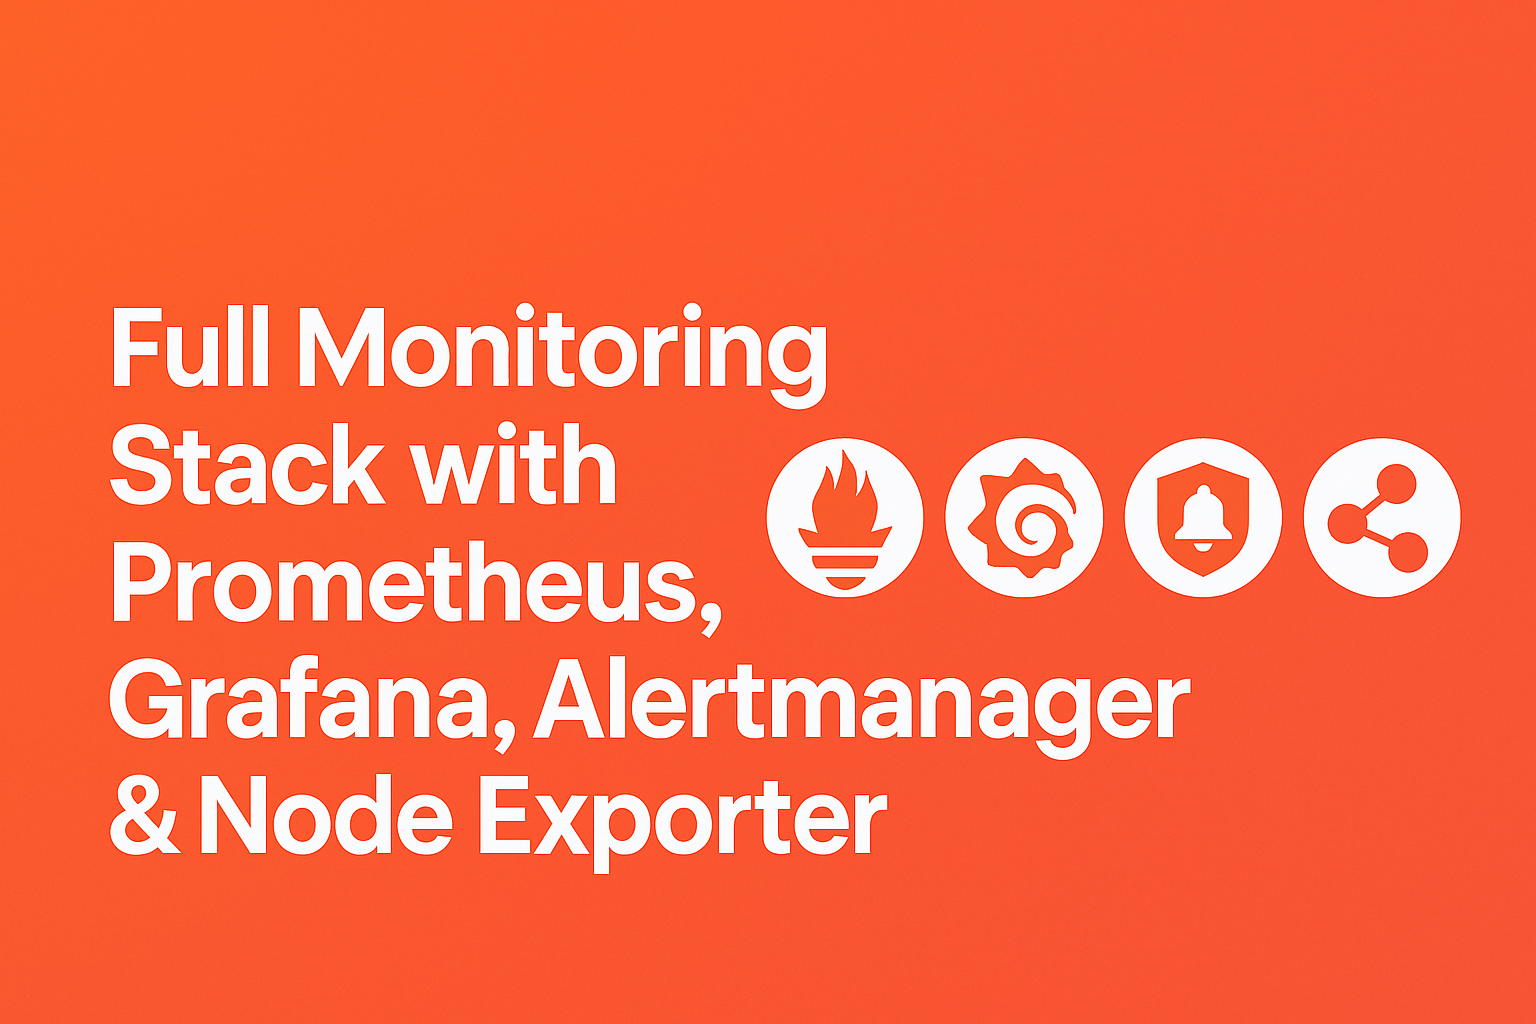 Full Monitoring
Stack with
Prometheus,
Grafana, Alertmanager
& Node Exporter